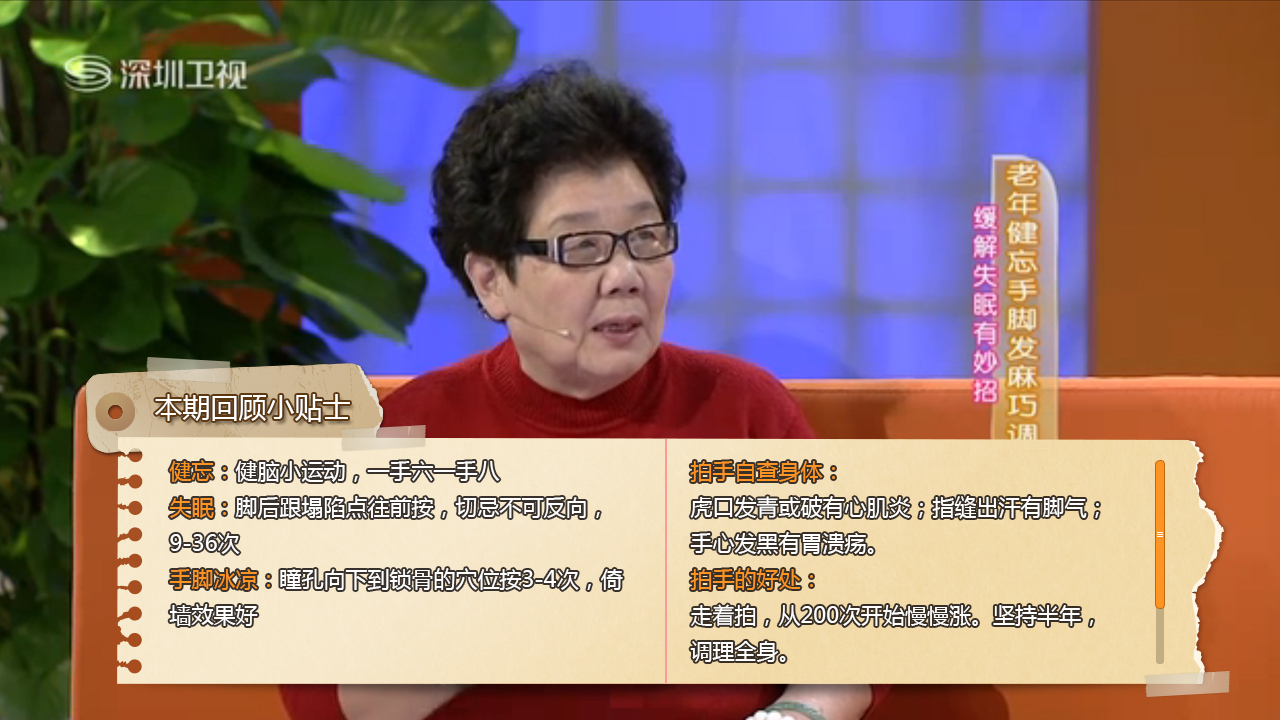 深圳卫视
老年健忘手脚发麻巧调
缓解失眠有妙招
本期回顾小贴士
健忘：健脑小运动，一手六一手八
失眠：脚后跟塌陷点往前按，切忌不可反向，
9-36次
手脚冰凉：瞳孔向下到锁骨的穴位按3-4次，倚
墙效果好
拍手自查身体：
虎口发青或破有心肌炎；指缝出汗有脚气；
手心发黑有胃溃疡。
拍手的好处：
走着拍，从200次开始慢慢涨。坚持半年，
调理全身。